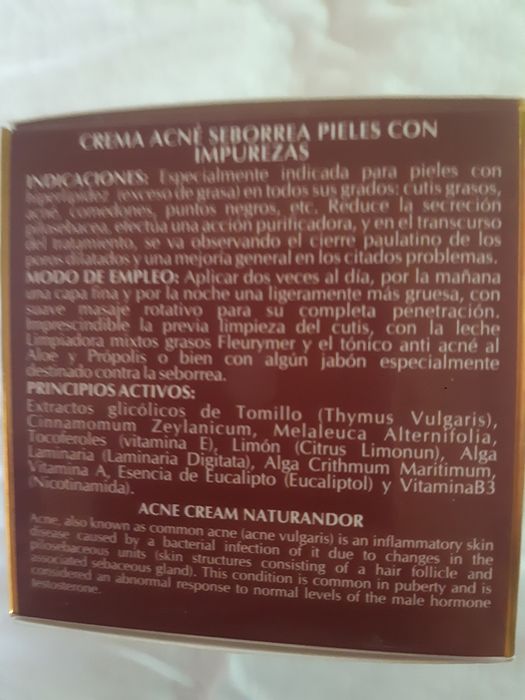 CREMA ACNÉ SEBORREA PIELES CON
IMPUREZAS
INDICACIONES: Especialmente indicada para pieles con
hiperlipidez (exceso de grasa) en todos sus grados: cutis grasos,
acné, comedones, puntos negros, etc. Reduce la secreción
pilosebacea, efectúa una acción purificadora, y en el transcurso
del tratamiento, se va observando el cierre paulatino de los
poros dilatados y una mejoría general en los citados problemas.
MODO DE EMPLEO: Aplicar dos veces al día, por la mañana
una capa fina y por la noche una ligeramente más gruesa, con
suave masaje rotativo para su completa penetración.
Imprescindible la previa limpieza del cutis, con la leche
Limpiadora mixtos grasos Fleurymer y el tónico anti acné al
Aloe y Própolis o bien con algún jabón especialmente
destinado contra la seborrea.
PRINCIPIOS ACTIVOS:
Extractos glicólicos de Tomillo (Thymus Vulgaris),
Cinnamomum Zeylanicum, Melaleuca Alternifolia,
Tocoferoles (vitamina E), Limón (Citrus Limonun), Alga
Laminaria (Laminaria Digitata), Alga Crithmum Maritimum,
Vitamina A, Esencia de Eucalipto (Eucaliptol) y VitaminaB3
(Nicotinamida).
ACNE CREAM NATURANDOR
Acne, also known as common acne (acne vulgaris) is an inflammatory skin
disease caused by a bacterial infection of it due to changes in the
pilosebaceous units (skin structures consisting of a hair follicle and
associated sebaceous gland). This condition is common in puberty and is
considered an abnormal response to normal levels of the male hormone
testosterone.